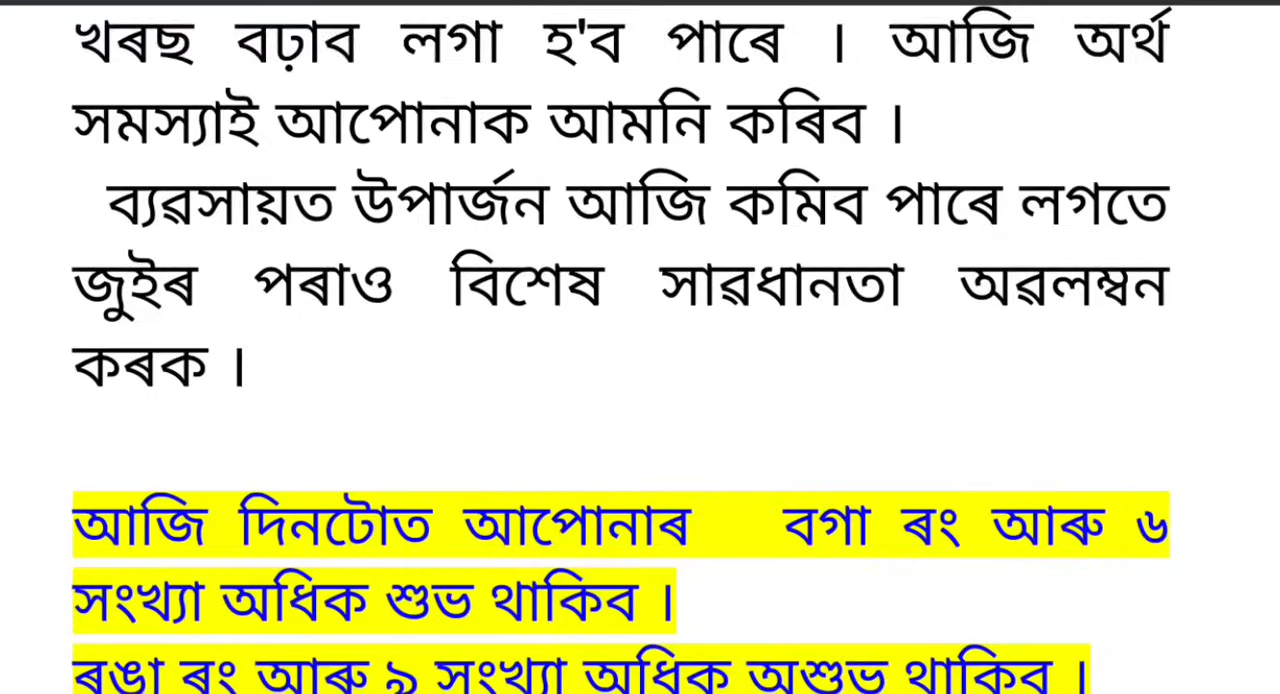 খৰছ বঢ়াব লগা হ'ব পাৰে । আজি অৰ্থ
সমস্যাই আপোনাক আমনি কৰিব ।
ব্যৱসায়ত উপাৰ্জন আজি কমিব পাৰে লগতে
জুইৰ পৰাও বিশেষ সাৱধানতা অৱলম্বন
কৰক ।
আজি দিনটোত আপোনাৰ বগা ৰং আৰু ৬
সংখ্যা অধিক শুভ থাকিব ।
ৰঙা ৰং আৰু ৯ সংখ্যা অধিক অশুভ থাকিব ।